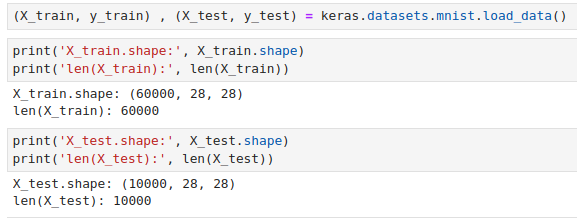 (X_train, y_train) , (X_test, y_test) = keras.datasets.mnist.load_data()
print('X_train.shape:', X_train.shape)
print('len(X_train):', len(X_train))
X_train.shape: (60000, 28, 28)
len(X_train): 60000
print('X_test.shape:', X_test.shape)
print('len(X_test):', len(X_test))
X_test.shape: (10000, 28, 28)
len(X_test): 10000